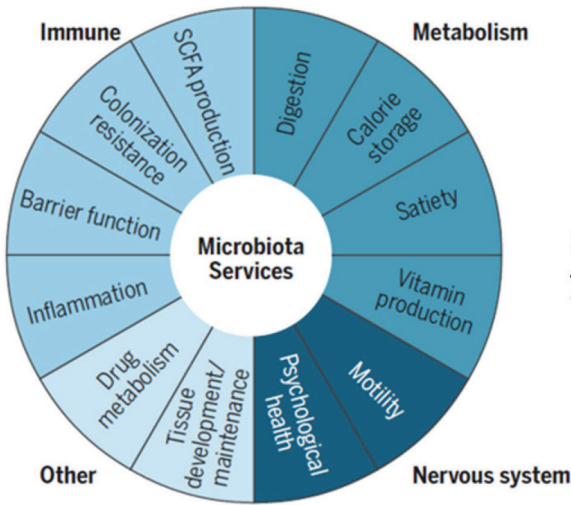 Immune
Metabolism
SCFA production
Digestion
Colonization
resistance
Calorie
storage
Barrier function
Satiety
Microbiota
Services
Inflammation
Vitamin
production
Drug
metabolism
Tissue
development/
maintenance
Psychological
health
Motility
Other
Nervous system